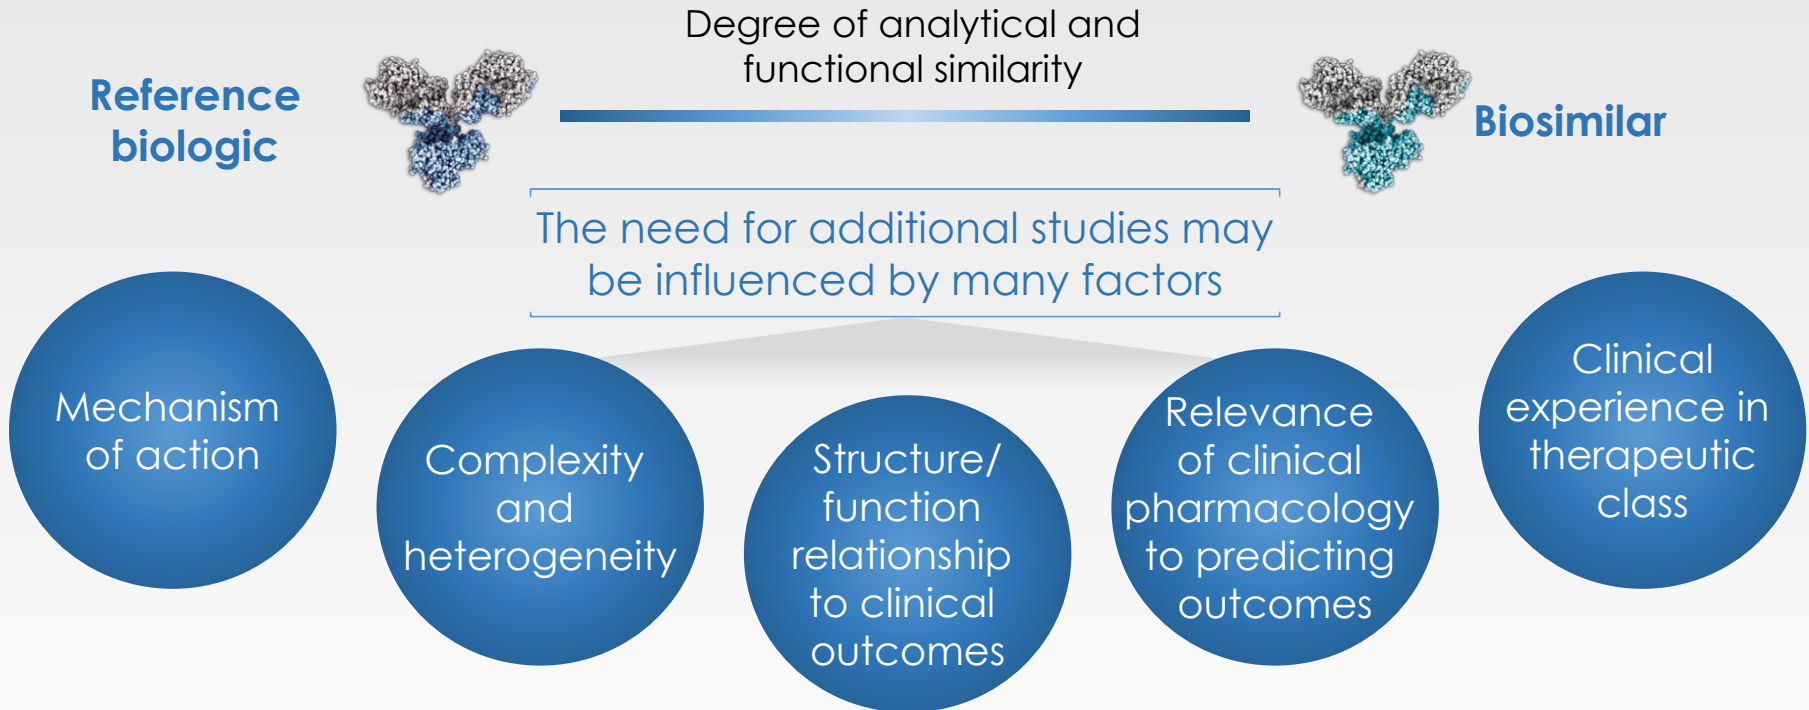 Degree of analytical and
functional similarity
Reference
biologic
Biosimilar
The need for additional studies may
be influenced by many factors
Mechanism
of action
Complexity
and
heterogeneity
Structure/
function
relationship
to clinical
outcomes
Relevance
of clinical
pharmacology
to predicting
outcomes
Clinical
experience in
therapeutic
class